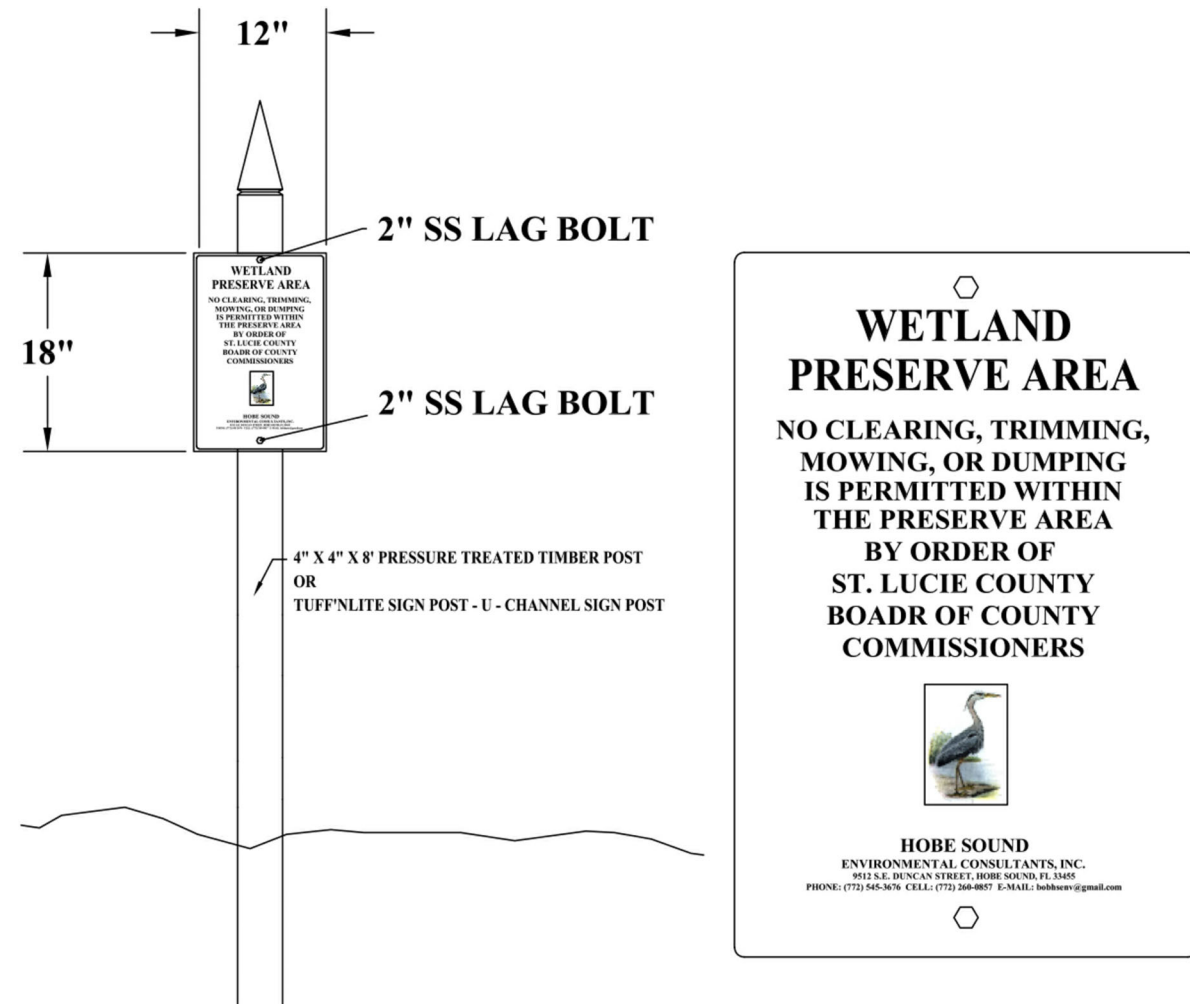 12"
2" SS LAG BOLT
18"
WETLAND
PRESERVE AREA
NO CLEARING, TRIMMING,
MOWING, OR DUMPING
IS PERMITTED WITHIN
THE PRESERVE AREA
BY ORDER OF
ST. LUCIE COUNTY
BOADR OF COUNTY
COMMISSIONERS
HOBE SOUND
ENVIRONMENTAL CONSULTANTS, INC.
2" SS LAG BOLT
4" X 4" X 8' PRESSURE TREATED TIMBER POST
OR
TUFF'NLITE SIGN POST - U - CHANNEL SIGN POST
WETLAND
PRESERVE AREA
NO CLEARING, TRIMMING,
MOWING, OR DUMPING
IS PERMITTED WITHIN
THE PRESERVE AREA
BY ORDER OF
ST. LUCIE COUNTY
BOADR OF COUNTY
COMMISSIONERS
HOBE SOUND
ENVIRONMENTAL CONSULTANTS, INC.
9512 S.E. DUNCAN STREET, HOBE SOUND, FL 33455
PHONE: (772) 545-3676 CELL: (772) 260-0857 E-MAIL: bobhsenv@gmail.com